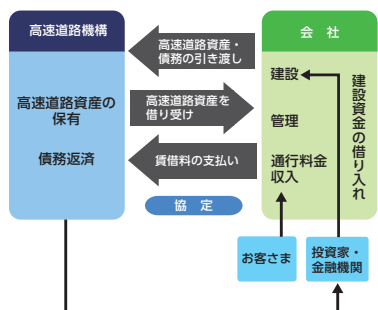 高速道路機構
高速道路資産の
保有
債務返済
高速道路資産・
債務の引き渡し
高速道路資産を
借り受け
賃借料の支払い
協 定
会 社
建設
管理
通行料金
収入
建設資金の借り入れ
お客さま
投資家・
金融機関